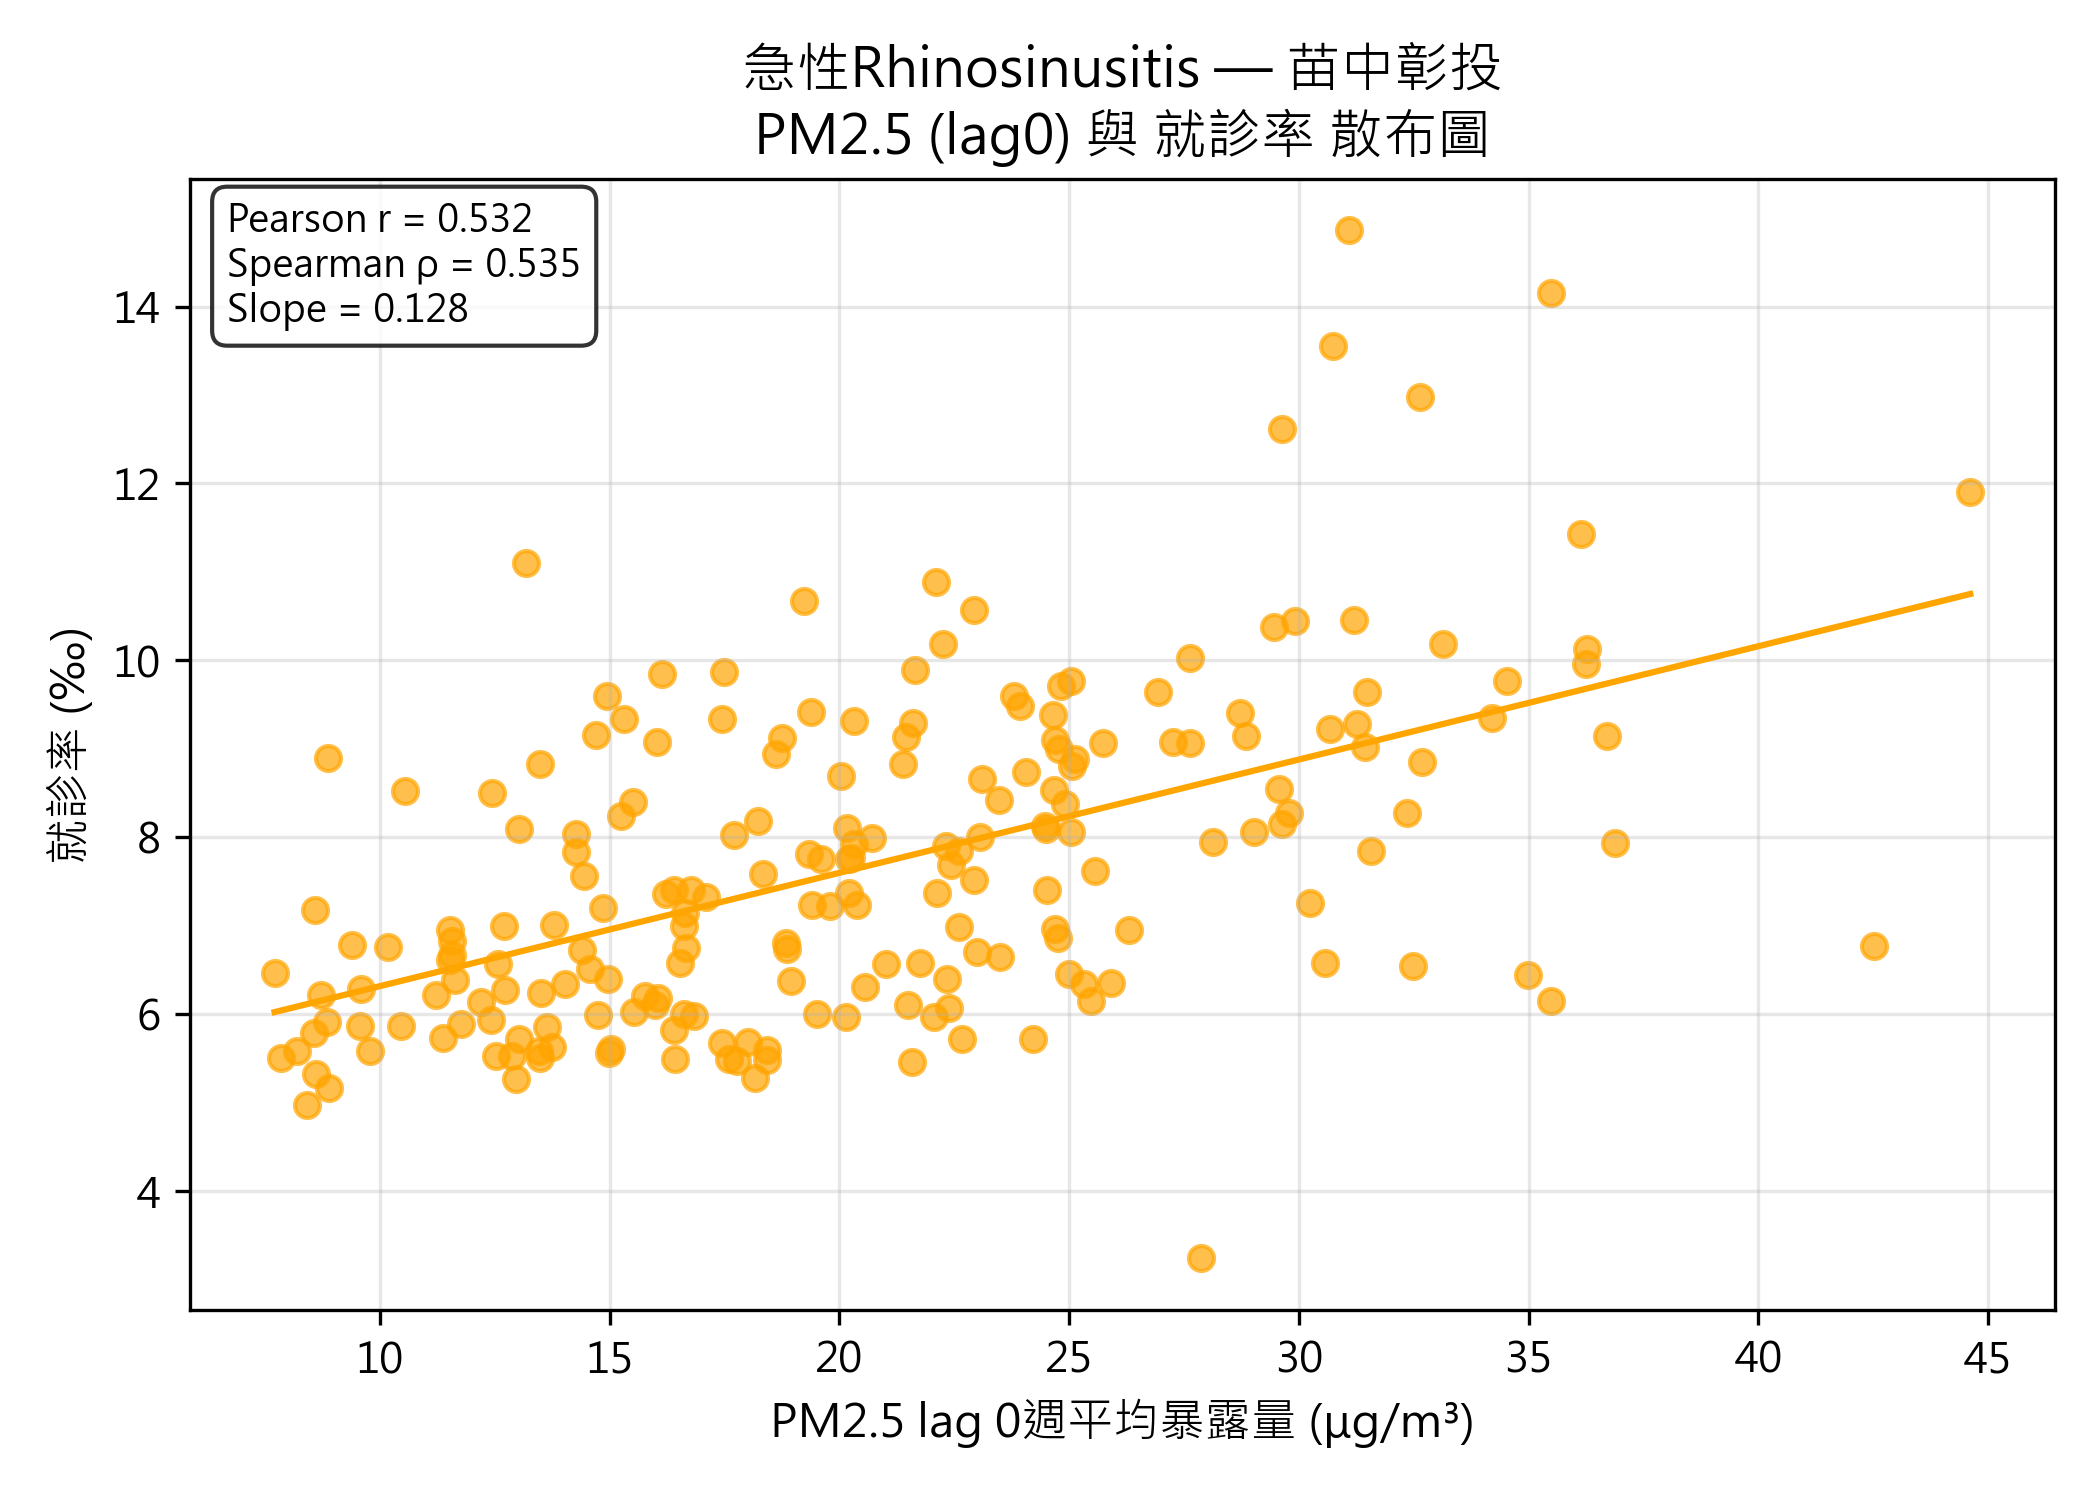 急性Rhinosinusitis — 苗中彰投
PM2.5 (lag0) 與 就診率 散布圖
Pearson r = 0.532
Spearman ρ = 0.535
Slope = 0.128
就診率 (‰)
14
12
10
8
6
4
10 15 20 25 30 35 40 45
PM2.5 lag 0週平均暴露量 (μg/m³)